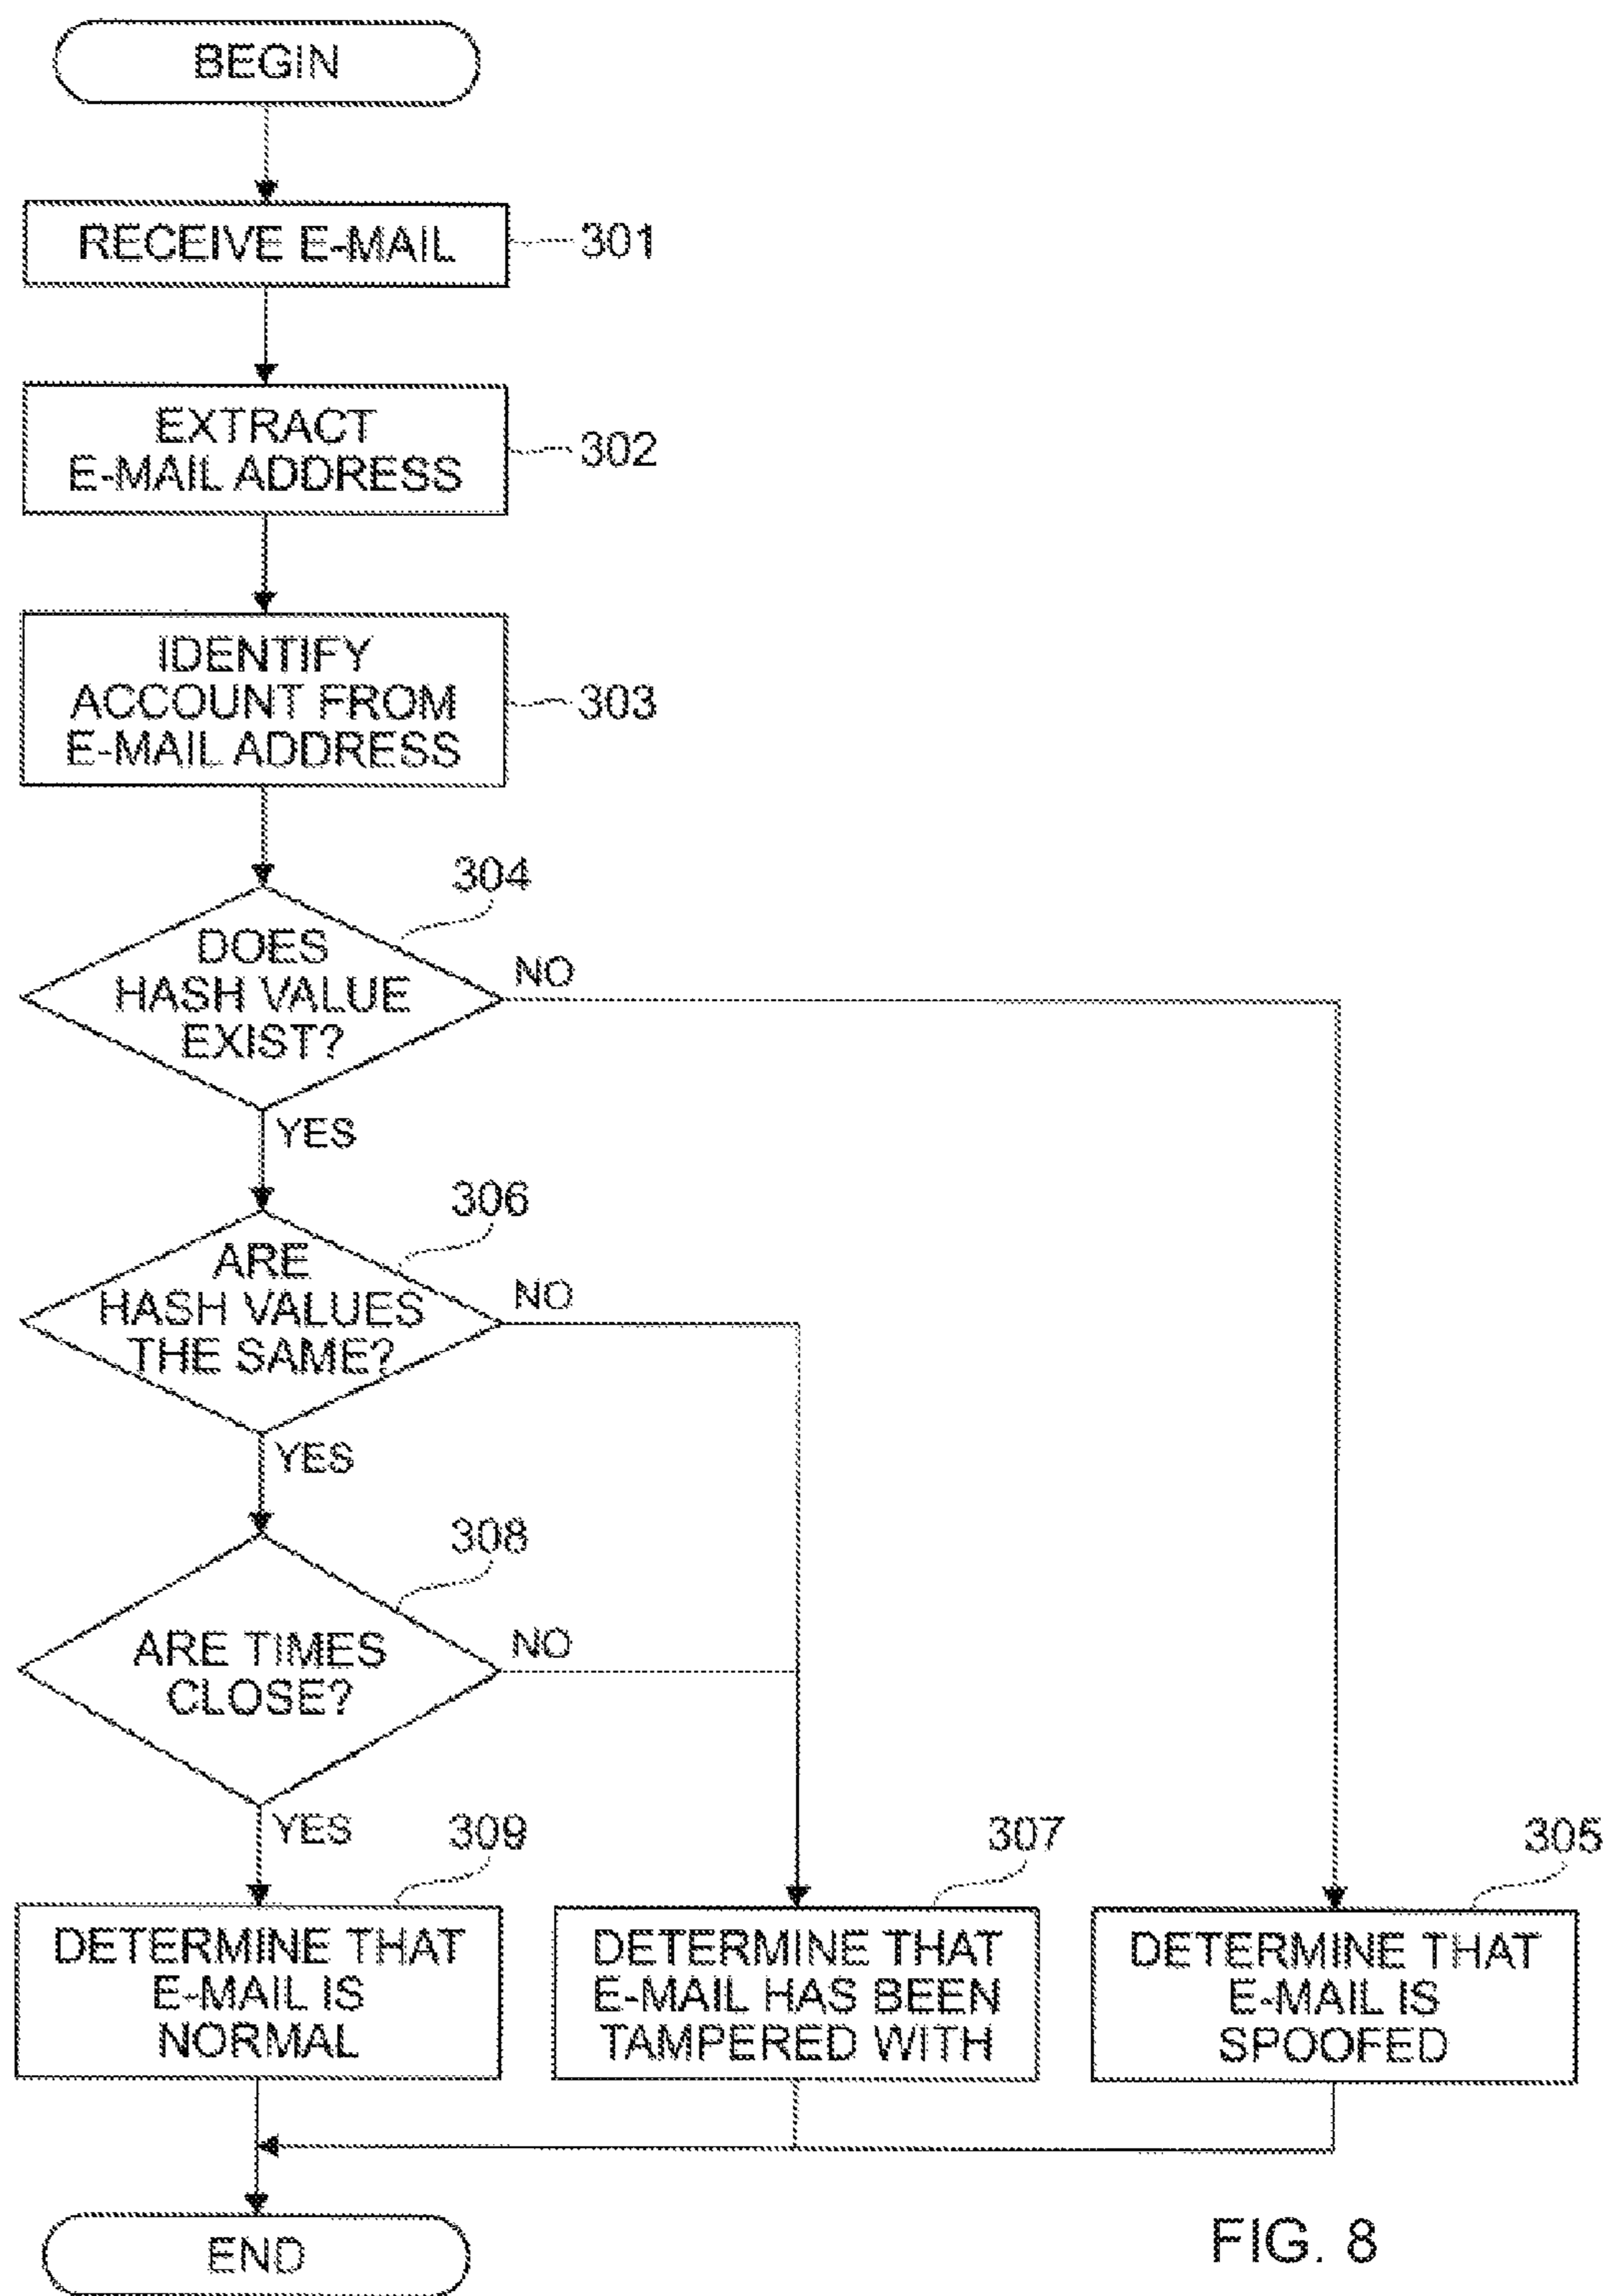 BEGIN
RECEIVE E-MAIL
301
EXTRACT
E-MAIL ADDRESS
302
IDENTIFY
ACCOUNT FROM
E-MAIL ADDRESS
303
304
DOES
HASH VALUE
EXIST?
NO
YES
306
ARE
HASH VALUES
THE SAME?
NO
YES
308
ARE TIMES
CLOSE?
NO
YES
309
307
305
DETERMINE THAT
E-MAIL IS
NORMAL
DETERMINE THAT
E-MAIL HAS BEEN
TAMPERED WITH
DETERMINE THAT
E-MAIL IS
SPOOFED
END
FIG. 8